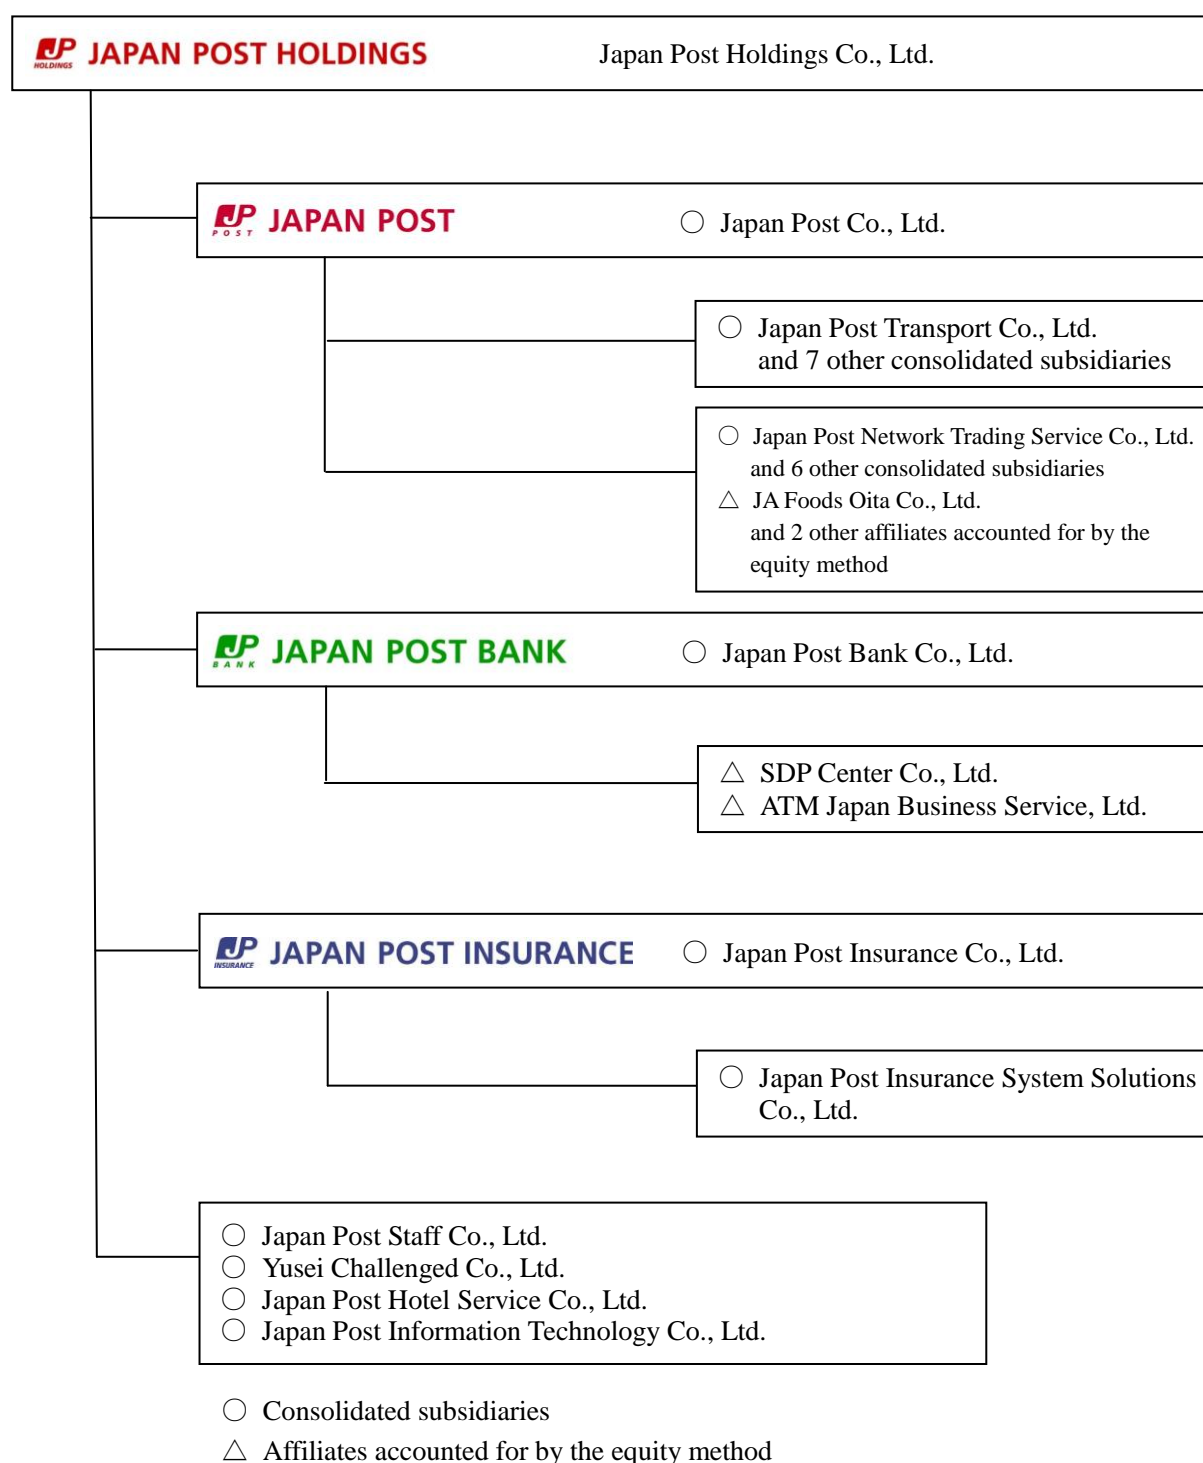 JP HOLDINGS JAPAN POST HOLDINGS Japan Post Holdings Co., Ltd.
JP POST JAPAN POST ○ Japan Post Co., Ltd.
○ Japan Post Transport Co., Ltd.
and 7 other consolidated subsidiaries
○ Japan Post Network Trading Service Co., Ltd.
and 6 other consolidated subsidiaries
△ JA Foods Oita Co., Ltd.
and 2 other affiliates accounted for by the
equity method
JP BANK JAPAN POST BANK ○ Japan Post Bank Co., Ltd.
△ SDP Center Co., Ltd.
△ ATM Japan Business Service, Ltd.
JP INSURANCE JAPAN POST INSURANCE ○ Japan Post Insurance Co., Ltd.
○ Japan Post Insurance System Solutions
Co., Ltd.
○ Japan Post Staff Co., Ltd.
○ Yusei Challenged Co., Ltd.
○ Japan Post Hotel Service Co., Ltd.
○ Japan Post Information Technology Co., Ltd.
○ Consolidated subsidiaries
△ Affiliates accounted for by the equity method